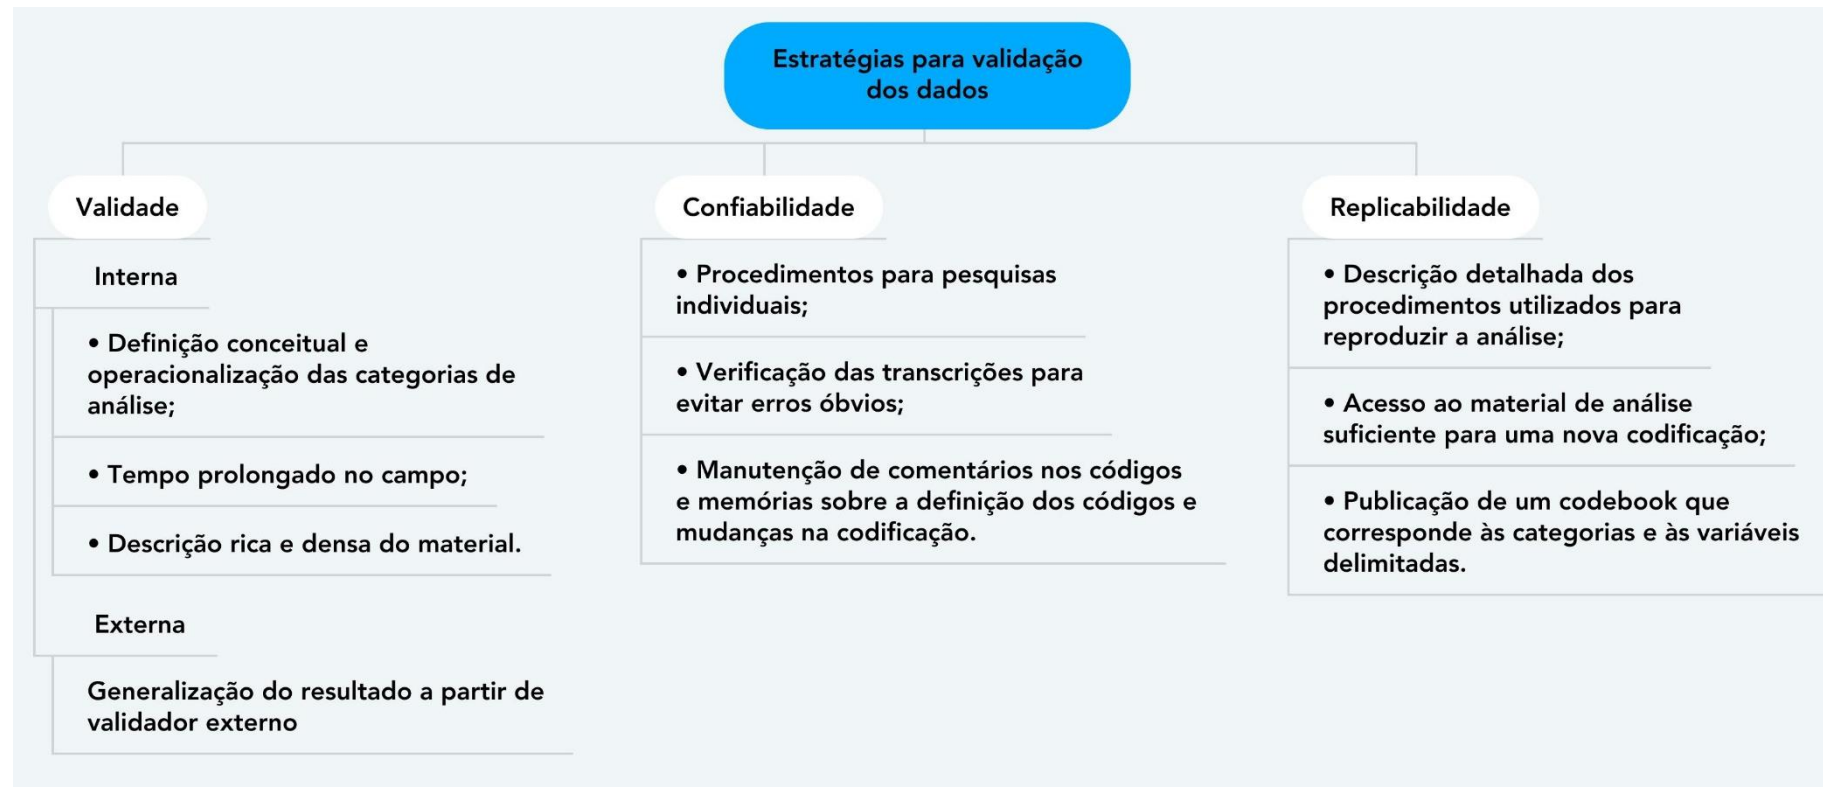 Estratégias para validação
dos dados
Validade
Interna
• Definição conceitual e
operacionalização das categorias de
análise;
• Tempo prolongado no campo;
• Descrição rica e densa do material.
Externa
Generalização do resultado a partir de
validador externo
Confiabilidade
• Procedimentos para pesquisas
individuais;
• Verificação das transcrições para
evitar erros óbvios;
• Manutenção de comentários nos códigos
e memórias sobre a definição dos códigos e
mudanças na codificação.
Replicabilidade
• Descrição detalhada dos
procedimentos utilizados para
reproduzir a análise;
• Acesso ao material de análise
suficiente para uma nova codificação;
• Publicação de um codebook que
corresponde às categorias e às variáveis
delimitadas.